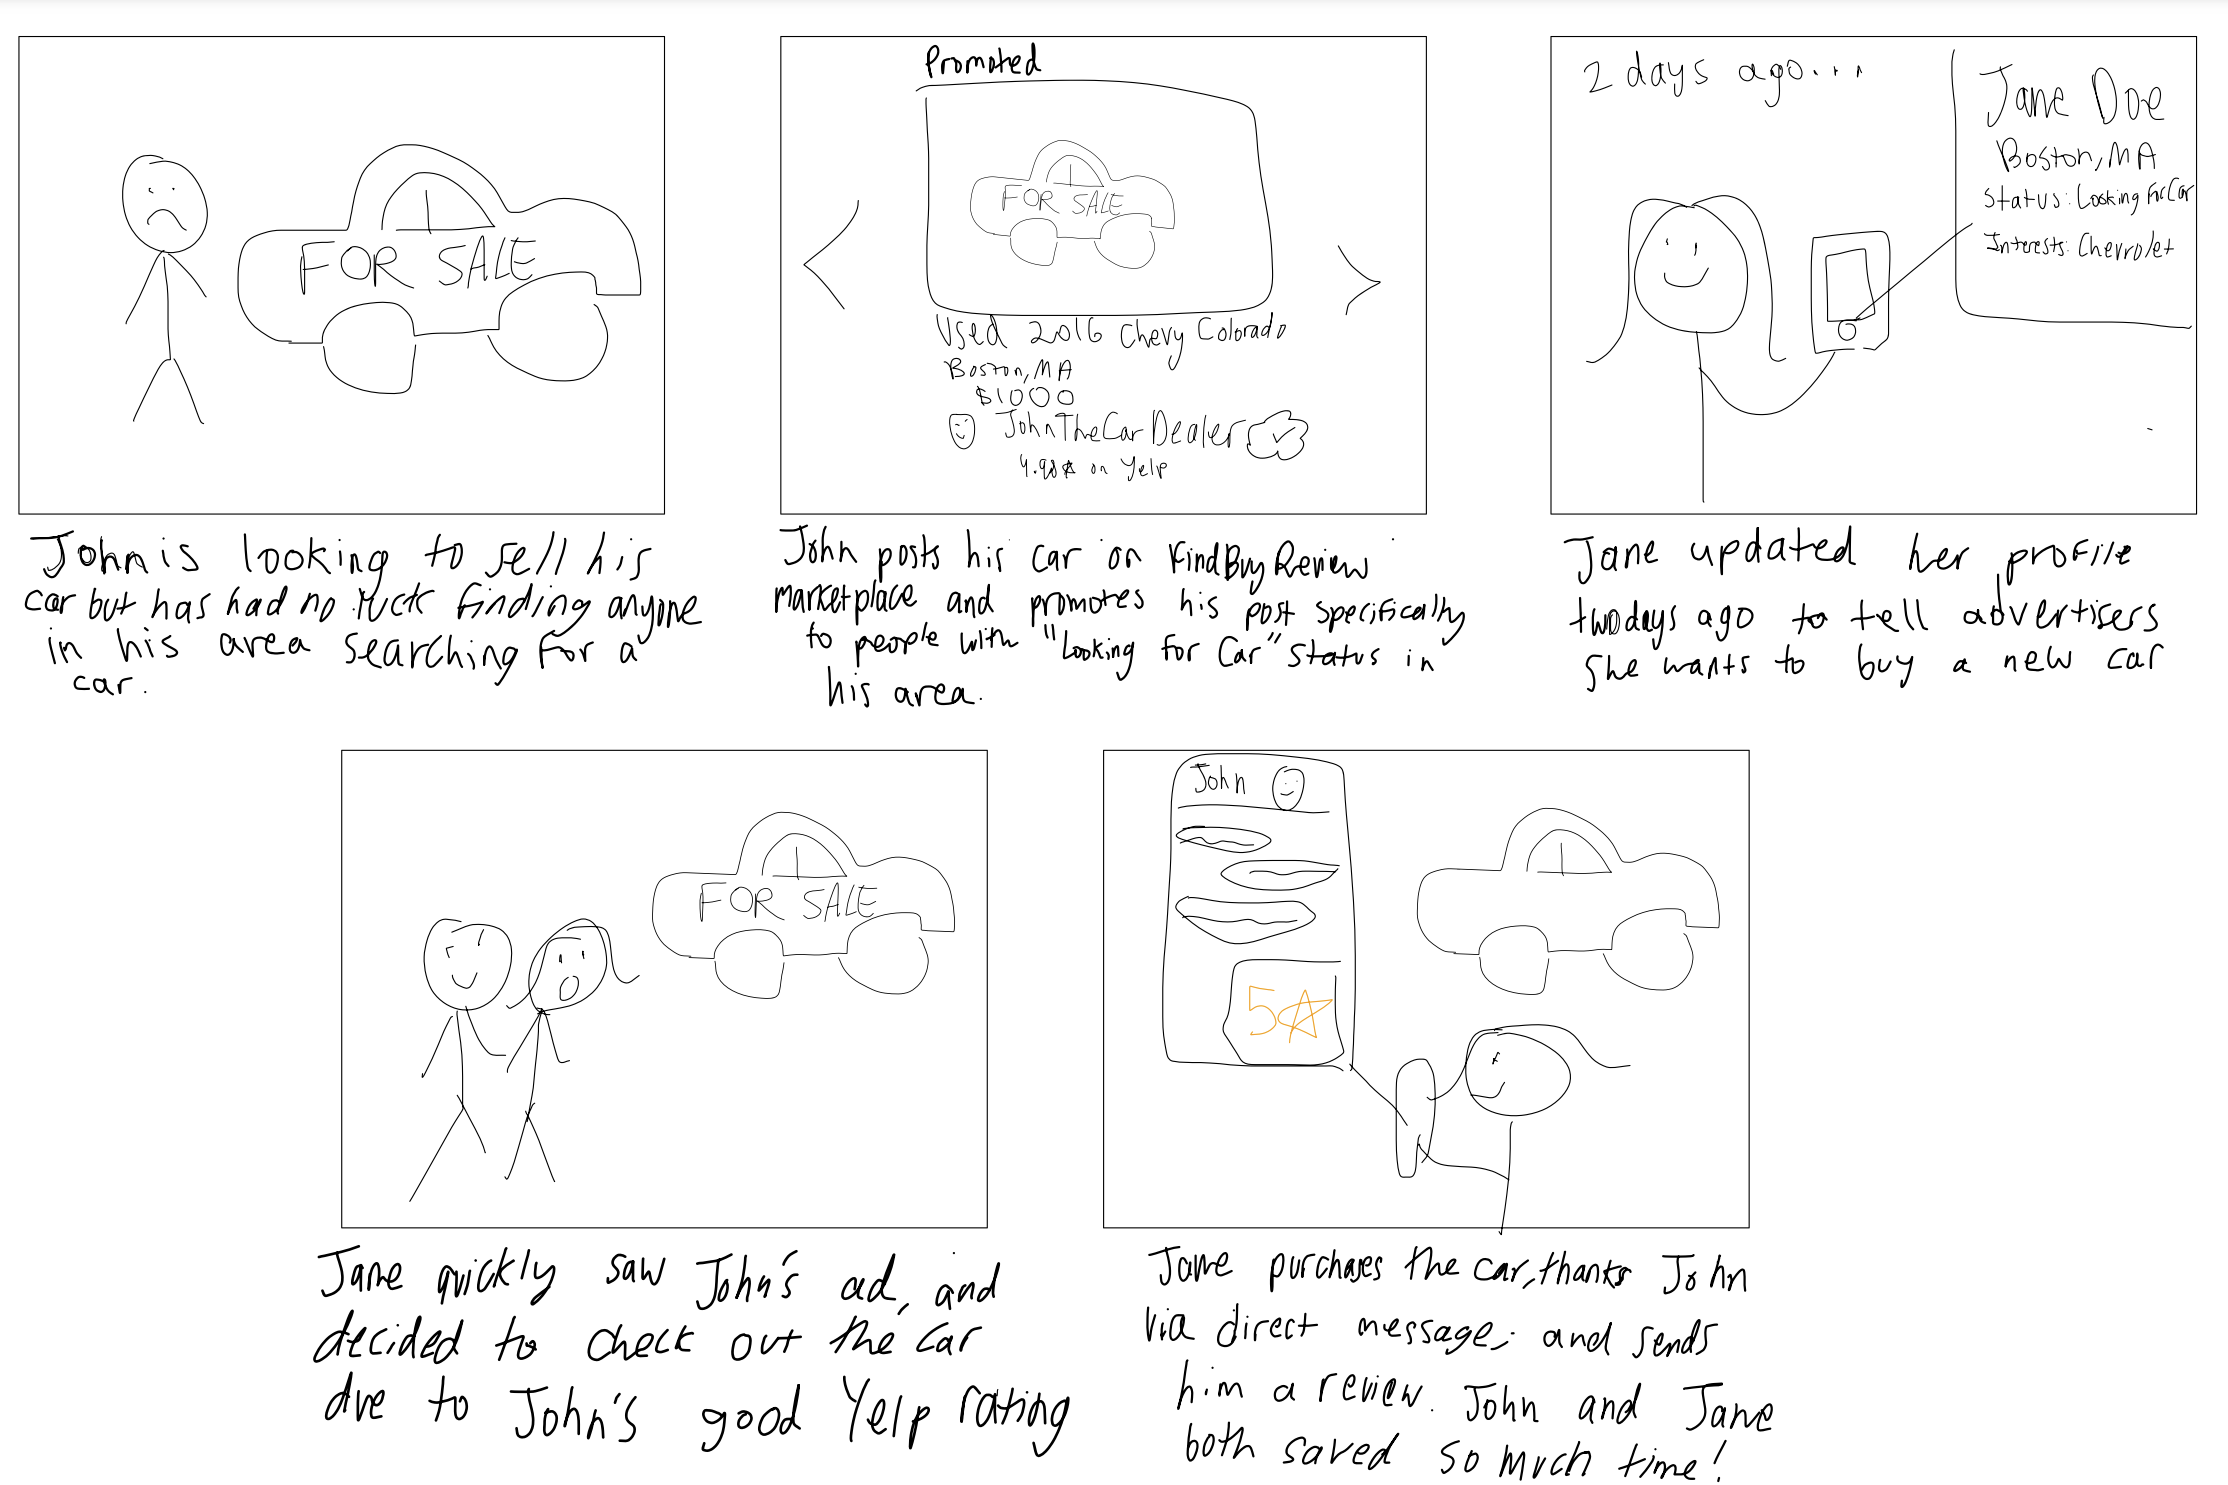 FOR SALE
John is looking to sell his
car but has had no luck finding anyone
in his area searching for a
car.
Promoted
FOR SALE
Used 2016 Chevy Colorado
Boston, MA
$1000
JohnTheCarDealer
4.98☆ on Yelp
John posts his car on FindBuyReview
marketplace and promotes his post specifically
to people with "Looking for Car" Status in
his area.
2 days ago...
Jane Doe
Boston, MA
Status: Looking For Car
Interests: Chevrolet
Jane updated her profile
two days ago to tell advertisers
She wants to buy a new car
FOR SALE
Jane quickly saw John's ad, and
decided to check out the car
due to John's good Yelp rating
John
5☆
Jane purchases the car, thanks John
via direct message, and sends
him a review. John and Jane
both saved so much time!